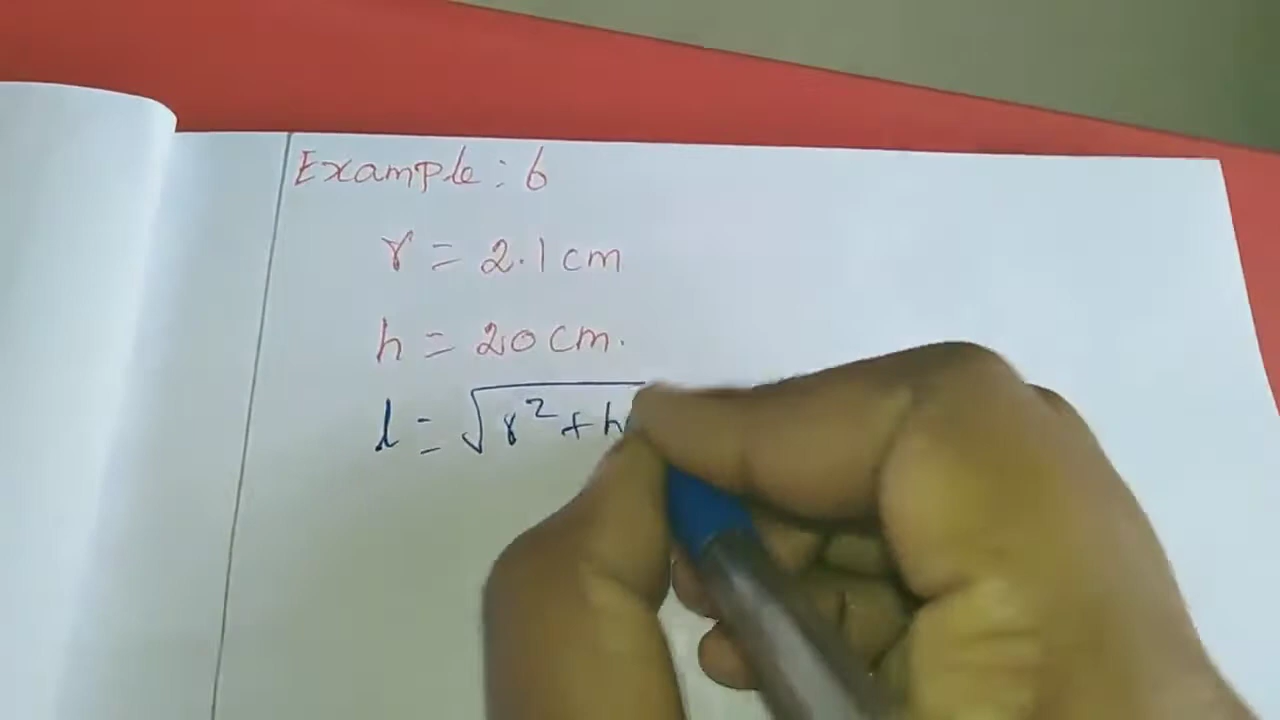 Example : 6
r = 2.1 cm
h = 20 cm.
l = √r² + h